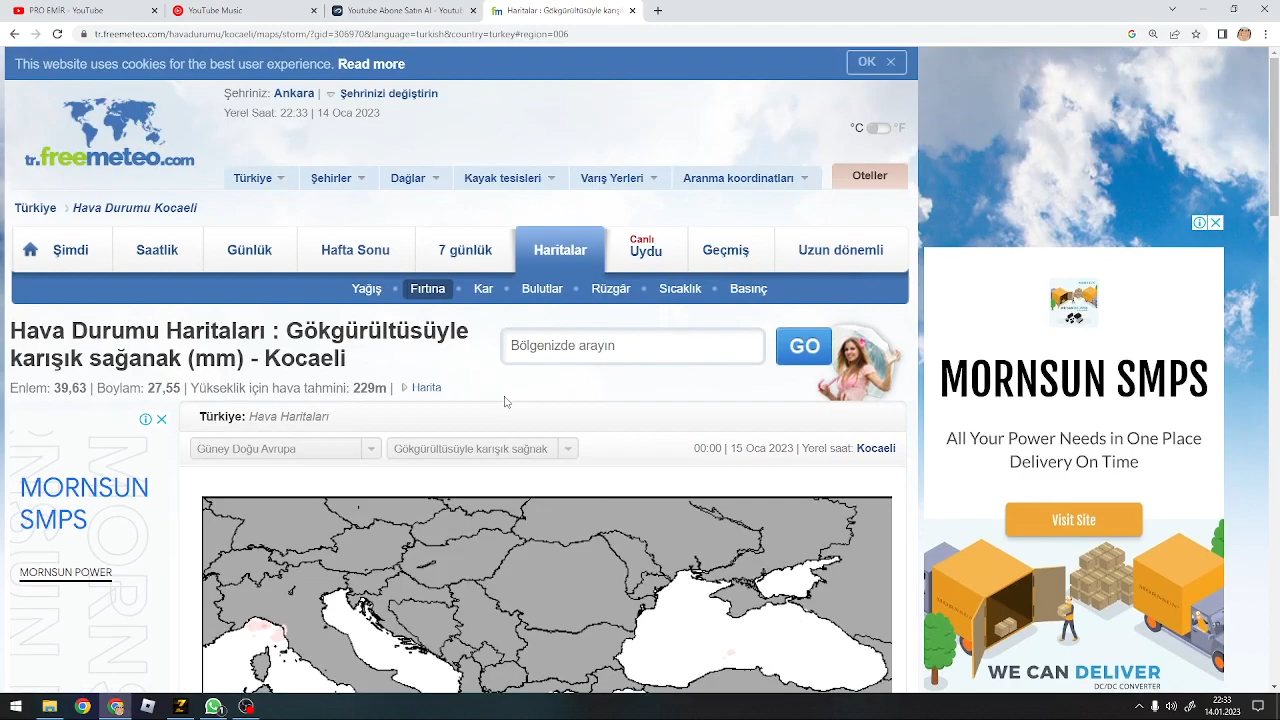 PRO EMİR - YouTube
YouTube Music
Youtube Abone Satın Al - Youtub
Haritalar : Gökgürültüsüyle karış
tr.freemeteo.com/havadurumu/kocaeli/maps/storm/?gid=306970&language=turkish&country=turkey&region=006
This website uses cookies for the best user experience. Read more
OK
Şehriniz: Ankara | Şehrinizi değiştirin
Yerel Saat: 22:33 | 14 Oca 2023
°C °F
tr.freemeteo.com
Türkiye Şehirler Dağlar Kayak tesisleri Varış Yerleri Aranma koordinatları Oteller
Türkiye Hava Durumu Kocaeli
Şimdi Saatlik Günlük Hafta Sonu 7 günlük Haritalar Canlı Uydu Geçmiş Uzun dönemli
Yağış Fırtına Kar Bulutlar Rüzgâr Sıcaklık Basınç
Hava Durumu Haritaları : Gökgürültüsüyle
karışık sağanak (mm) - Kocaeli
Bölgenizde arayın
GO
Enlem: 39,63 | Boylam: 27,55 | Yükseklik için hava tahmini: 229m | Harita
Türkiye: Hava Haritaları
Güney Doğu Avrupa
Gökgürültüsüyle karışık sağnak
00:00 | 15 Oca 2023 | Yerel saat: Kocaeli
MORNSUN
SMPS
MORNSUN POWER
MORNSUN SMPS
All Your Power Needs in One Place
Delivery On Time
Visit Site
MORNSUN
WE CAN DELIVER
DC/DC CONVERTER
22:33
14.01.2023